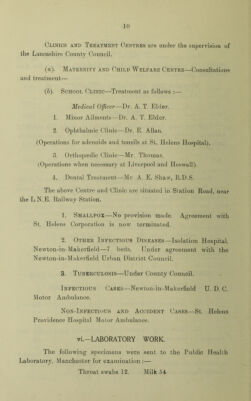 10
Clinics and Treatment Centres are under the supervision of
the Lancashire County Council.
(a). Maternity and Child Welfare Centre—Consultations
and treatment—
(b). School Clinic—Treatment as follows :—
Medical Officer—Dr. A. T. Elder.
1. Minor Ailments—Dr. A. T. Elder.
2. Ophthalmic Clinic—Dr. E. Allan.
(Operations for adenoids and tonsils at St. Helens Hospital).
3. Orthopedic Clinic—Mr. Thomas.
(Operations when necessary at Liverpool and Heswall).
4. Dental Treatment—Mr. A. E. Shaw, R.D.S.
The above Centre and Clinic are situated in Station Road, near
the L.N.E. Railway Station.
1. Smallpox—No provision made. Agreement with
St. Helens Corporation is now terminated.
2. Other Infectious Diseases—Isolation Hospital,
Newton-in-Makerfield—7 beds. Under agreement with the
Newton-in-Makerfield Urban District Council.
3. Tuberculosis—Under County Council.
Infectious Cases—Newton-in-Makerfield U. D. C.
Motor Ambulance.
Non-Infectious and Accident Cases—St. Helens
Providence Hospital Motor Ambulance.
vi.—LABORATORY WORK.
The following specimens were sent to the Public Health
Laboratory, Manchester for examination :—
Throat swabs 12. Milk 54.